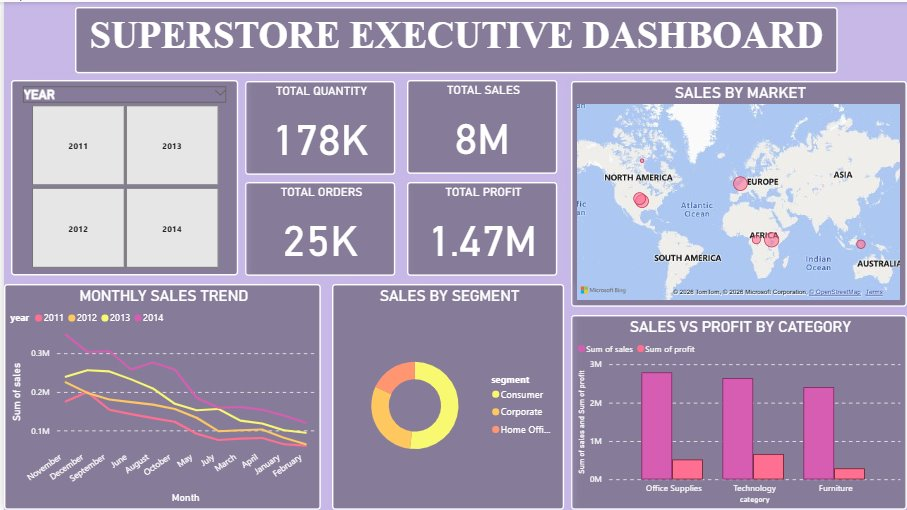 SUPERSTORE EXECUTIVE DASHBOARD
YEAR
2011
2013
2012
2014
TOTAL QUANTITY
178K
TOTAL SALES
8M
TOTAL ORDERS
25K
TOTAL PROFIT
1.47M
SALES BY MARKET
NORTH AMERICA
EUROPE
ASIA
Atlantic
Ocean
AFRICA
SOUTH AMERICA
Indian
Ocean
AUSTRALIA
Microsoft Bing
© 2026 TomTom, © 2026 Microsoft Corporation, © OpenStreetMap Terms
MONTHLY SALES TREND
year 2011 2012 2013 2014
Sum of sales
0.3M
0.2M
0.1M
November
December
September
June
August
October
May
July
March
April
January
February
Month
SALES BY SEGMENT
segment
Consumer
Corporate
Home Offi...
SALES VS PROFIT BY CATEGORY
Sum of sales Sum of profit
Sum of sales and Sum of profit
3M
2M
1M
0M
Office Supplies
Technology
Furniture
category